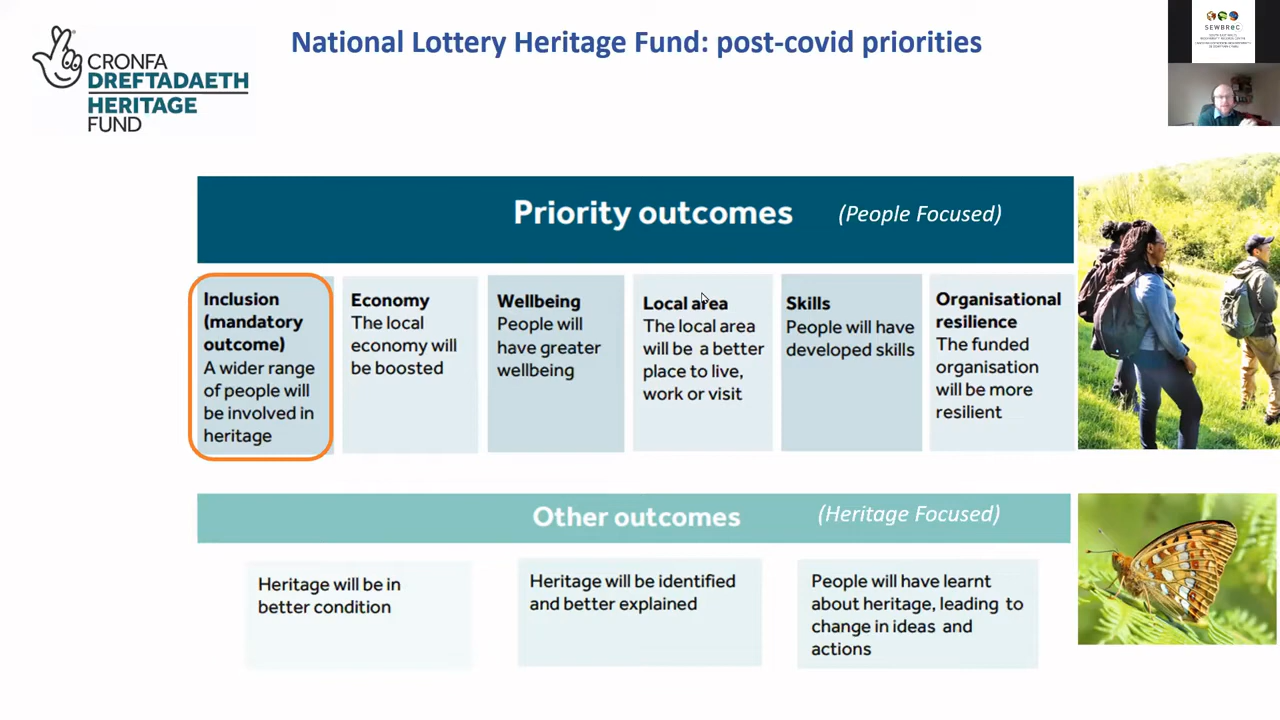 National Lottery Heritage Fund: post-covid priorities
CRONFA
DREFTADAETH
HERITAGE
FUND
SEWBReC
Priority outcomes (People Focused)
Inclusion
(mandatory
outcome)
A wider range
of people will
be involved in
heritage
Economy
The local
economy will
be boosted
Wellbeing
People will
have greater
wellbeing
Local area
The local area
will be a better
place to live,
work or visit
Skills
People will have
developed skills
Organisational
resilience
The funded
organisation
will be more
resilient
Other outcomes (Heritage Focused)
Heritage will be in
better condition
Heritage will be identified
and better explained
People will have learnt
about heritage, leading to
change in ideas and
actions